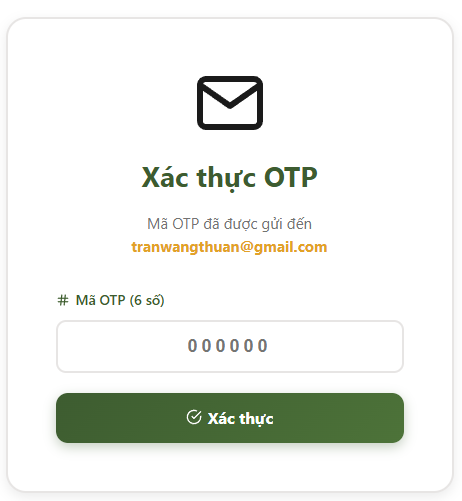 Xác thực OTP
Mã OTP đã được gửi đến
tranwangthuan@gmail.com
# Mã OTP (6 số)
000000
Xác thực